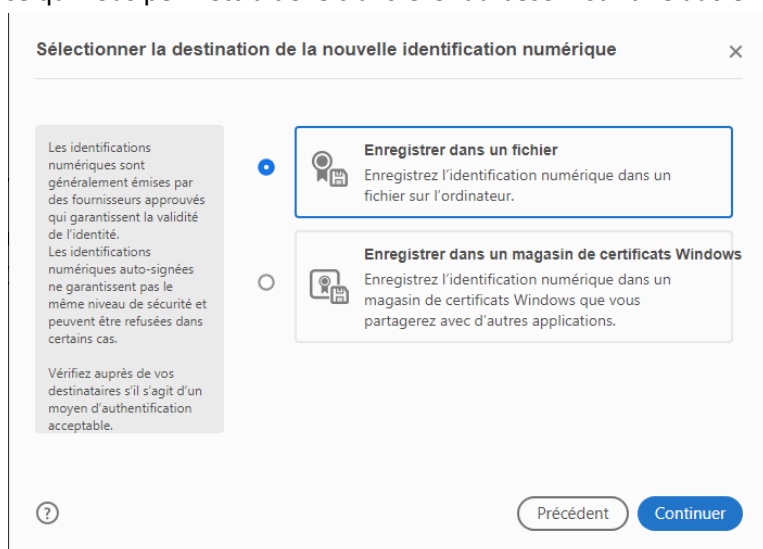 Sélectionner la destination de la nouvelle identification numérique
Les identifications
numériques sont
généralement émises par
des fournisseurs approuvés
qui garantissent la validité
de l'identité.
Les identifications
numériques auto-signées
ne garantissent pas le
même niveau de sécurité et
peuvent être refusées dans
certains cas.
Vérifiez auprès de vos
destinataires s'il s'agit d'un
moyen d'authentification
acceptable.
Enregistrer dans un fichier
Enregistrez l'identification numérique dans un
fichier sur l'ordinateur.
Enregistrer dans un magasin de certificats Windows
Enregistrez l'identification numérique dans un
magasin de certificats Windows que vous
partagerez avec d'autres applications.
?
Précédent
Continuer